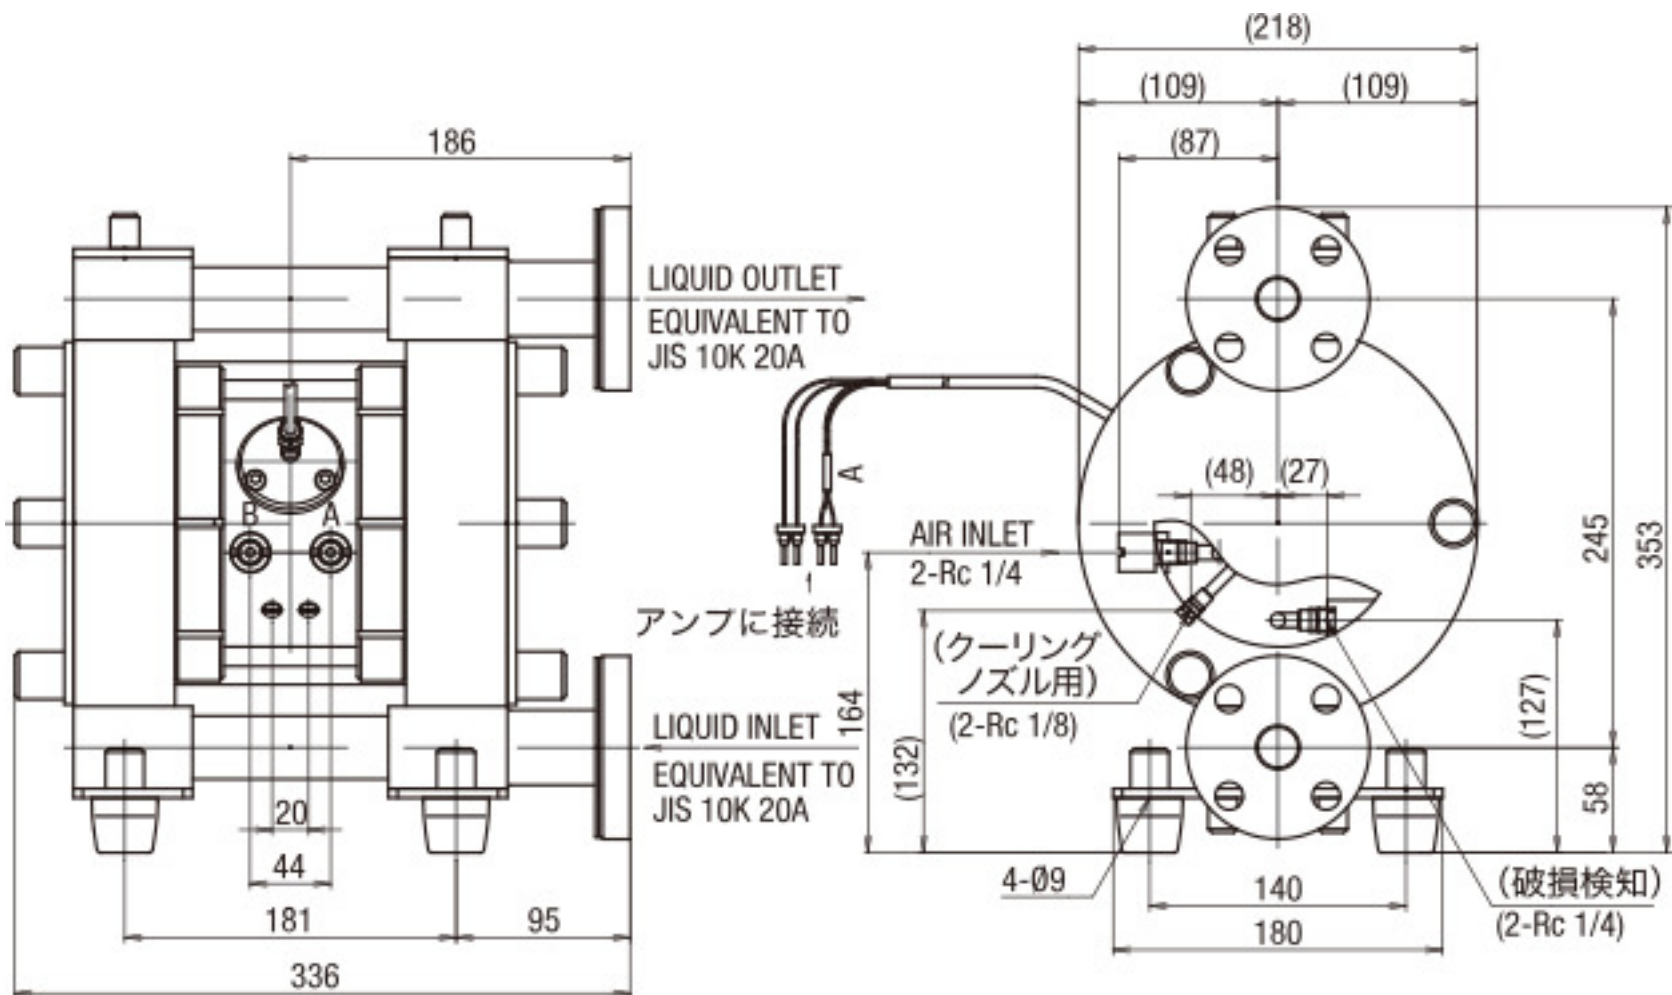 (218)
(109)
(109)
186
(87)
LIQUID OUTLET
EQUIVALENT TO
JIS 10K 20A
A
(48)
(27)
B
A
AIR INLET
2-Rc 1/4
245
353
アンプに接続
(クーリング
ノズル用)
(2-Rc 1/8)
164
(132)
(127)
LIQUID INLET
EQUIVALENT TO
JIS 10K 20A
58
20
44
4-Ø9
140
(破損検知)
(2-Rc 1/4)
181
95
180
336